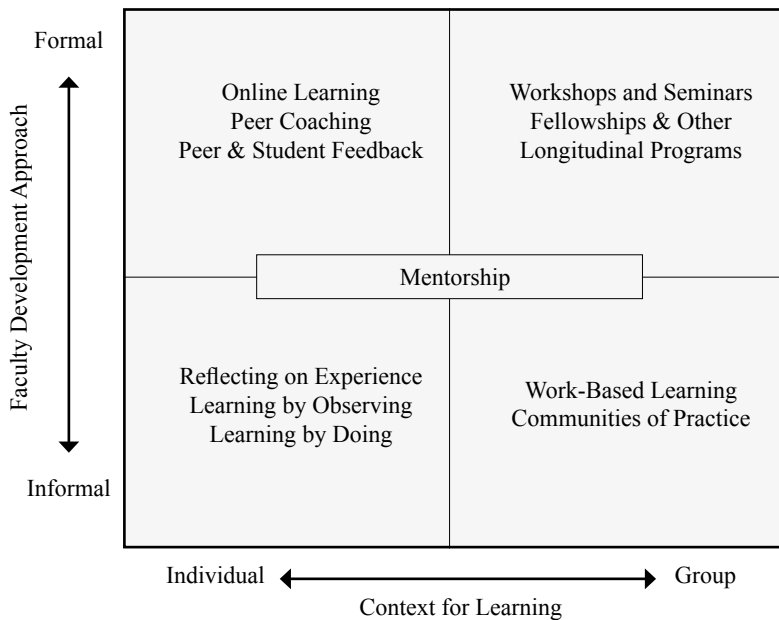 Formal
Online Learning
Peer Coaching
Peer & Student Feedback
Workshops and Seminars
Fellowships & Other
Longitudinal Programs
Faculty Development Approach
Mentorship
Reflecting on Experience
Learning by Observing
Learning by Doing
Work-Based Learning
Communities of Practice
Informal
Individual
Group
Context for Learning